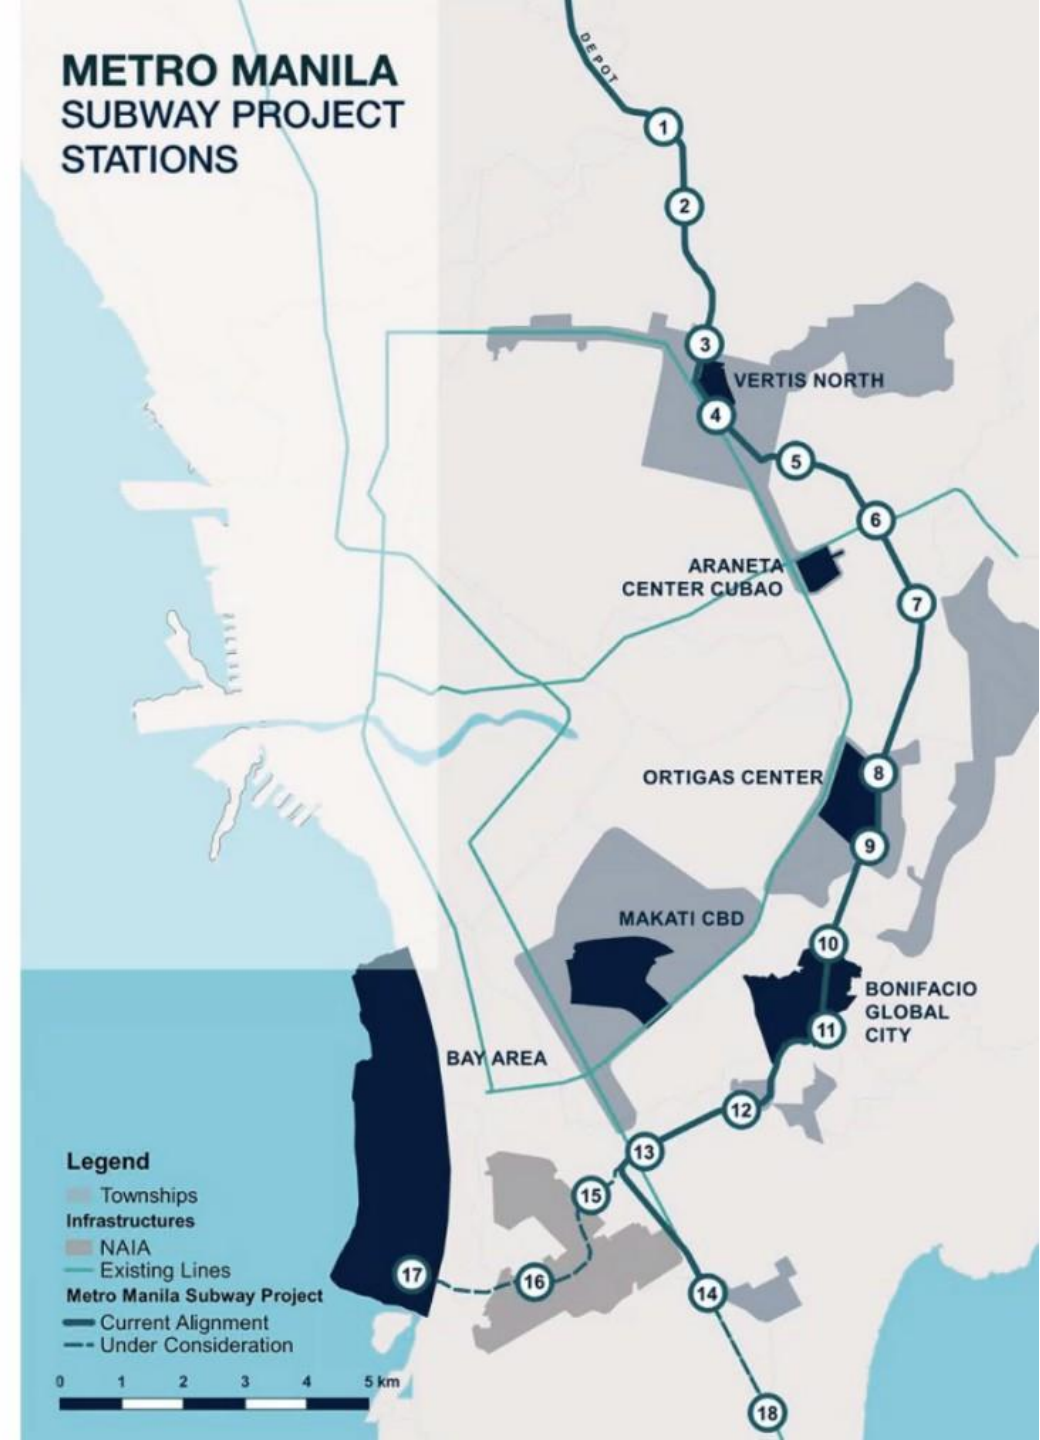 METRO MANILA
SUBWAY PROJECT
STATIONS
DEPOT
1
2
3
VERTIS NORTH
4
5
6
ARANETA
CENTER CUBAO
7
ORTIGAS CENTER
8
9
MAKATI CBD
10
BONIFACIO
GLOBAL
CITY
11
BAY AREA
12
13
15
17
16
14
18
Legend
Townships
Infrastructures
NAIA
Existing Lines
Metro Manila Subway Project
Current Alignment
Under Consideration
0 1 2 3 4 5 km